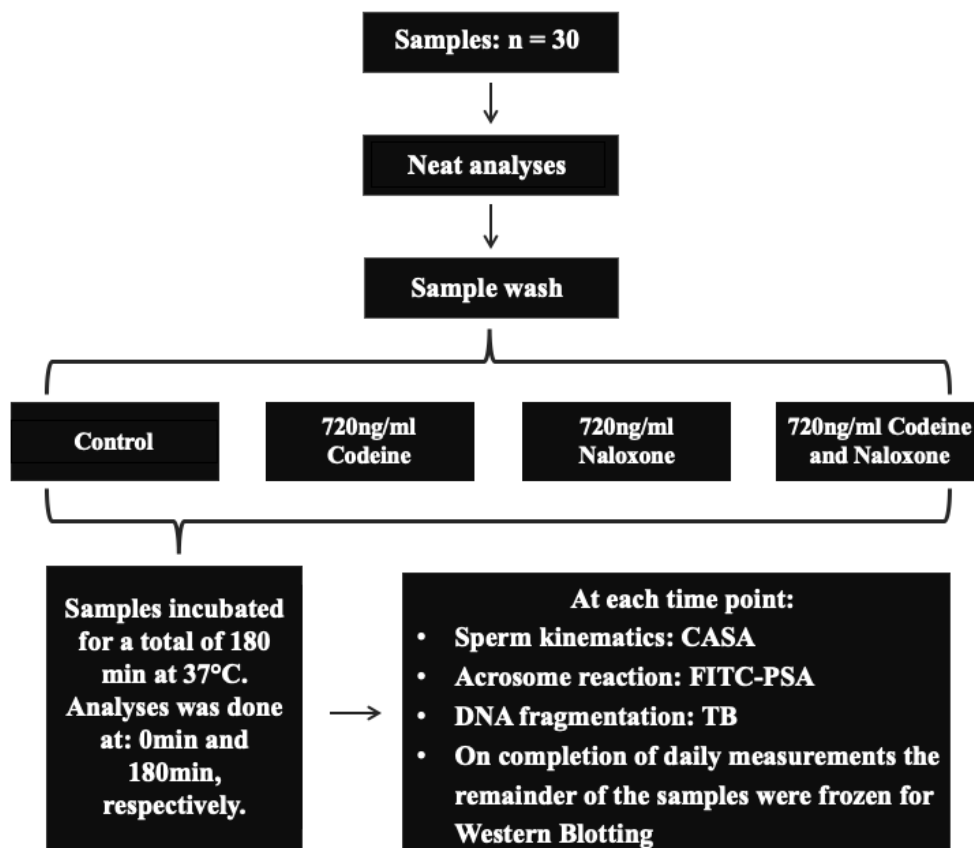 Samples: n = 30
Neat analyses
Sample wash
Control
720ng/ml
Codeine
720ng/ml
Naloxone
720ng/ml Codeine
and Naloxone
Samples incubated
for a total of 180
min at 37°C.
Analyses was done
at: 0min and
180min,
respectively.
At each time point:
• Sperm kinematics: CASA
• Acrosome reaction: FITC-PSA
• DNA fragmentation: TB
• On completion of daily measurements the
remainder of the samples were frozen for
Western Blotting